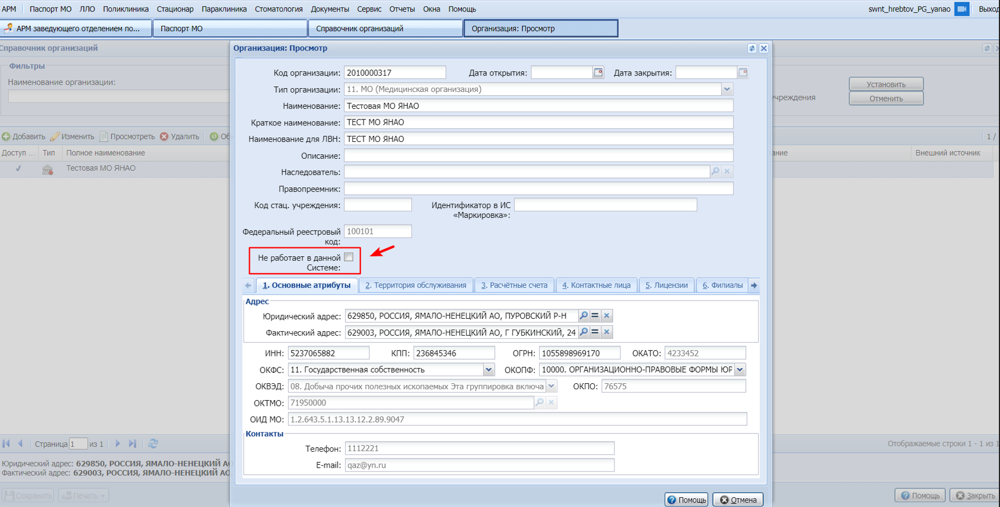 АРМ Паспорт МО ЛЛО Поликлиника Стационар Параклиника Стоматология Документы Сервис Отчеты Окна Помощь swnt_hrebtov_PG_yanao Выход
АРМ заведующего отделением по... Паспорт МО Справочник организаций Организация: Просмотр
Справочник организаций
Организация: Просмотр
Фильтры
Наименование организации:
учреждения
Установить
Отменить
Код организации: 2010000317 Дата открытия: Дата закрытия:
Тип организации: 11. МО (Медицинская организация)
Наименование: Тестовая МО ЯНАО
Краткое наименование: ТЕСТ МО ЯНАО
Наименование для ЛВН: ТЕСТ МО ЯНАО
Описание:
Наследователь:
Правопреемник:
Код стац. учреждения: Идентификатор в ИС
«Маркировка»:
Федеральный реестровый
код: 100101
Не работает в данной
Системе:
Добавить Изменить Просмотреть Удалить Об 1 /
Доступ ... Тип Полное наименование ание Внешний источник
Тестовая МО ЯНАО
1. Основные атрибуты 2. Территория обслуживания 3. Расчётные счета 4. Контактные лица 5. Лицензии 6. Филиалы
Адрес
Юридический адрес: 629850, РОССИЯ, ЯМАЛО-НЕНЕЦКИЙ АО, ПУРОВСКИЙ Р-Н
Фактический адрес: 629003, РОССИЯ, ЯМАЛО-НЕНЕЦКИЙ АО, Г ГУБКИНСКИЙ, 24
ИНН: 5237065882 КПП: 236845346 ОГРН: 1055898969170 ОКАТО: 4233452
ОКФС: 11. Государственная собственность ОКОПФ: 10000. ОРГАНИЗАЦИОННО-ПРАВОВЫЕ ФОРМЫ ЮР
ОКВЭД: 08. Добыча прочих полезных ископаемых Эта группировка включа ОКПО: 76575
ОКТМО: 71950000
ОИД МО: 1.2.643.5.1.13.13.12.2.89.9047
Контакты
Телефон: 1112221
E-mail: qaz@yn.ru
Страница 1 из 1 Отображаемые строки 1 - 1 из 1
Юридический адрес: 629850, РОССИЯ, ЯМАЛО-НЕНЕЦКИЙ АО
Фактический адрес: 629003, РОССИЯ, ЯМАЛО-НЕНЕЦКИЙ АО,
Сохранить Печать Помощь Закрыть
Помощь Отмена